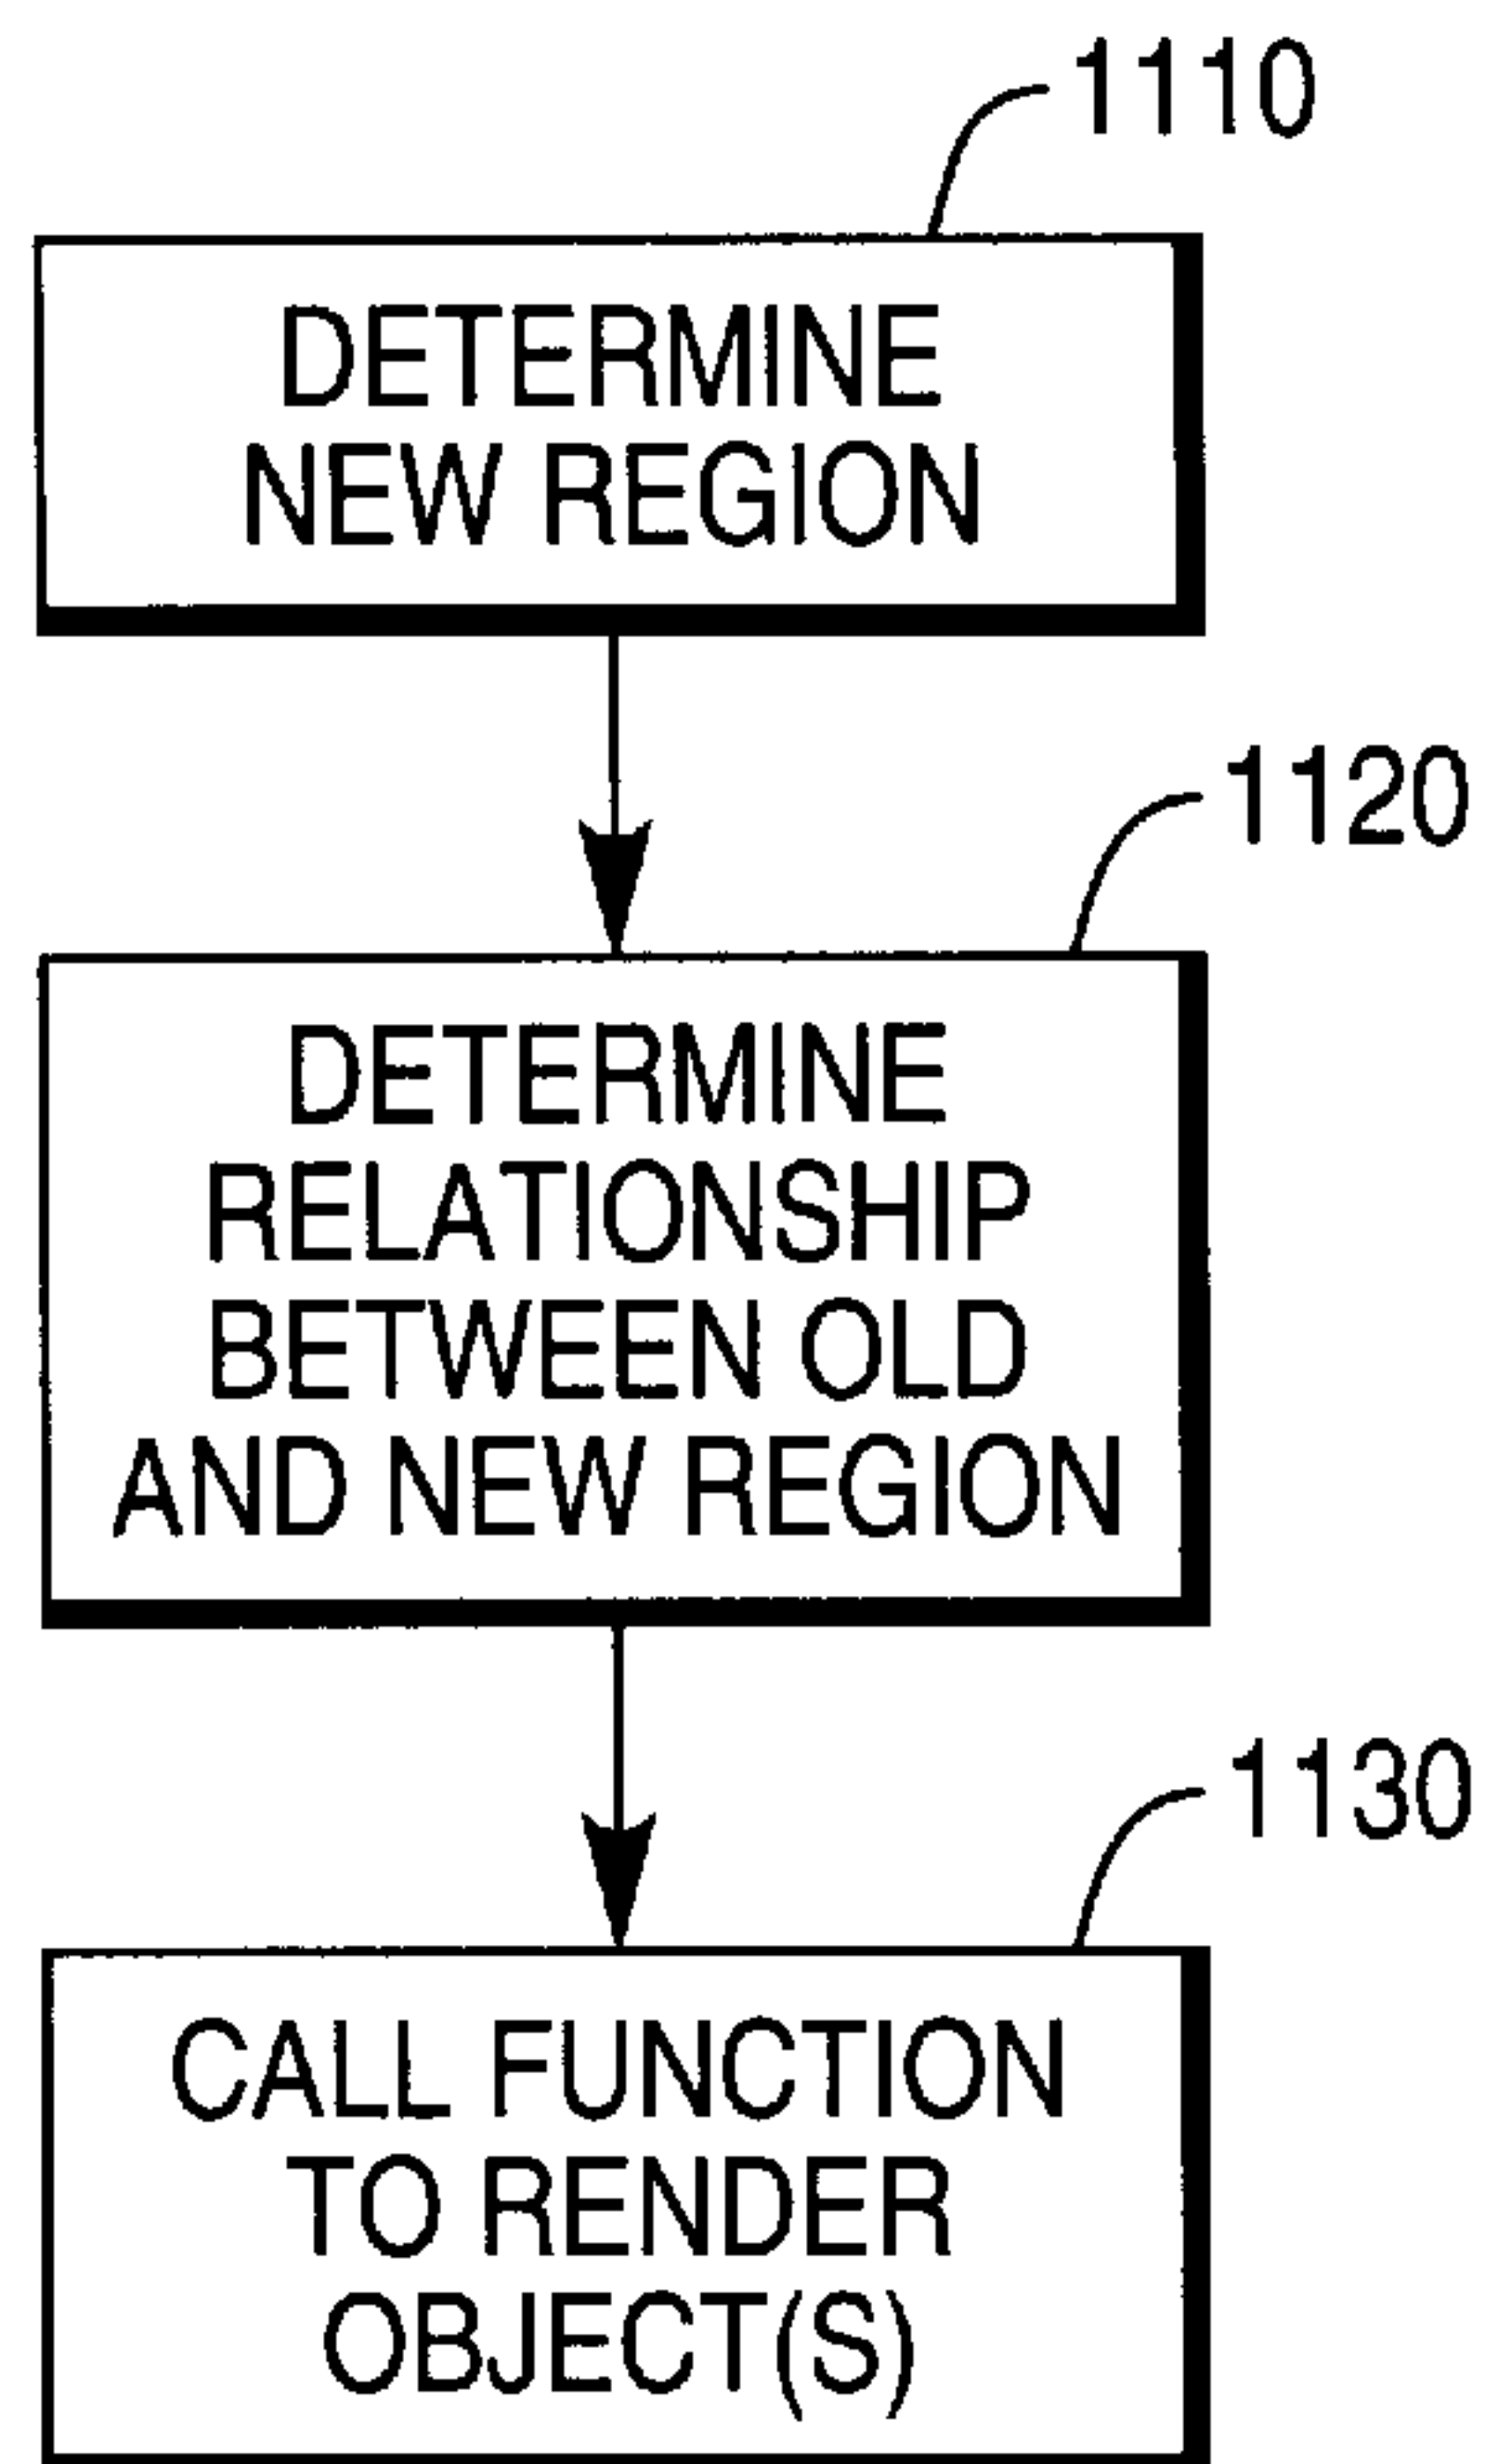 1110
DETERMINE
NEW REGION
1120
DETERMINE
RELATIONSHIP
BETWEEN OLD
AND NEW REGION
1130
CALL FUNCTION
TO RENDER
OBJECT(S)